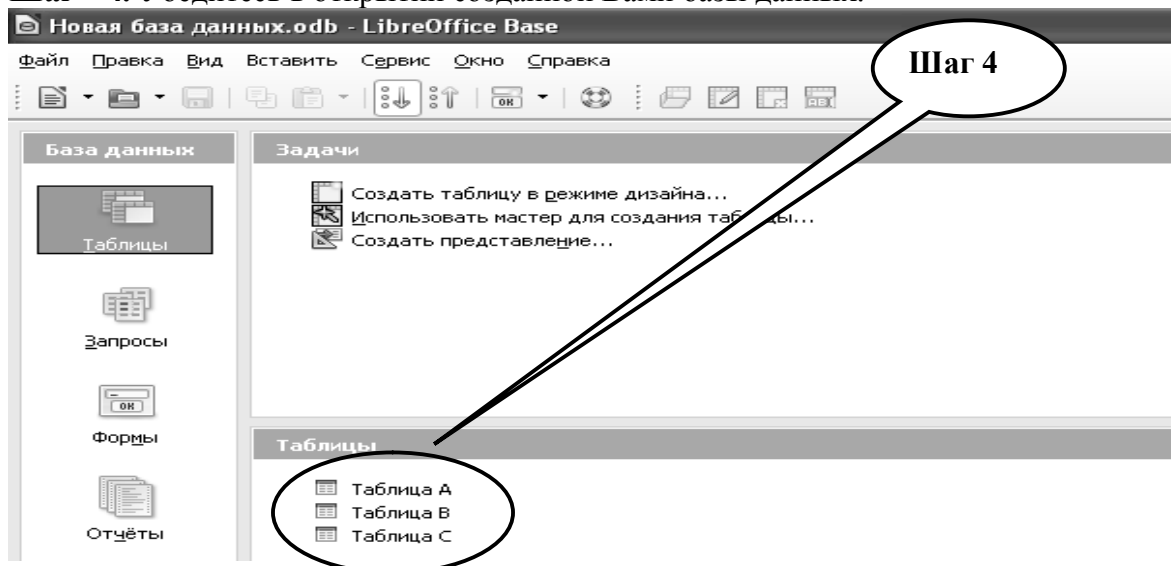 Новая база данных.odb - LibreOffice Base
Файл Правка Вид Вставить Сервис Окно Справка
Шаг 4
База данных
Задачи
Создать таблицу в режиме дизайна...
Использовать мастер для создания таблицы...
Создать представление...
Таблицы
Запросы
Формы
Отчёты
Таблицы
Таблица A
Таблица B
Таблица C